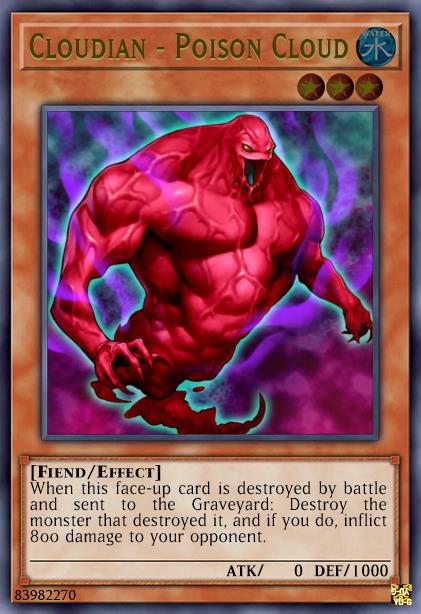 CLOUDIAN - POISON CLOUD
WATER
水
[FIEND/EFFECT]
When this face-up card is destroyed by battle
and sent to the Graveyard: Destroy the
monster that destroyed it, and if you do, inflict
800 damage to your opponent.
ATK/ 0 DEF/1000
83982270